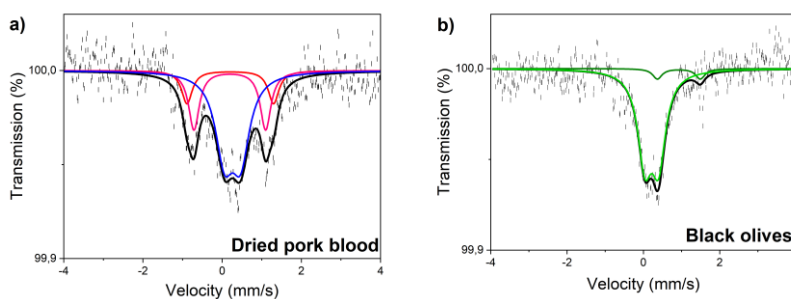 a)
Transmission (%)
100,0
99,9
-4 -2 0 2 4
Velocity (mm/s)
Dried pork blood
b)
Transmission (%)
100,0
99,9
-4 -2 0 2
Velocity (mm/s)
Black olives